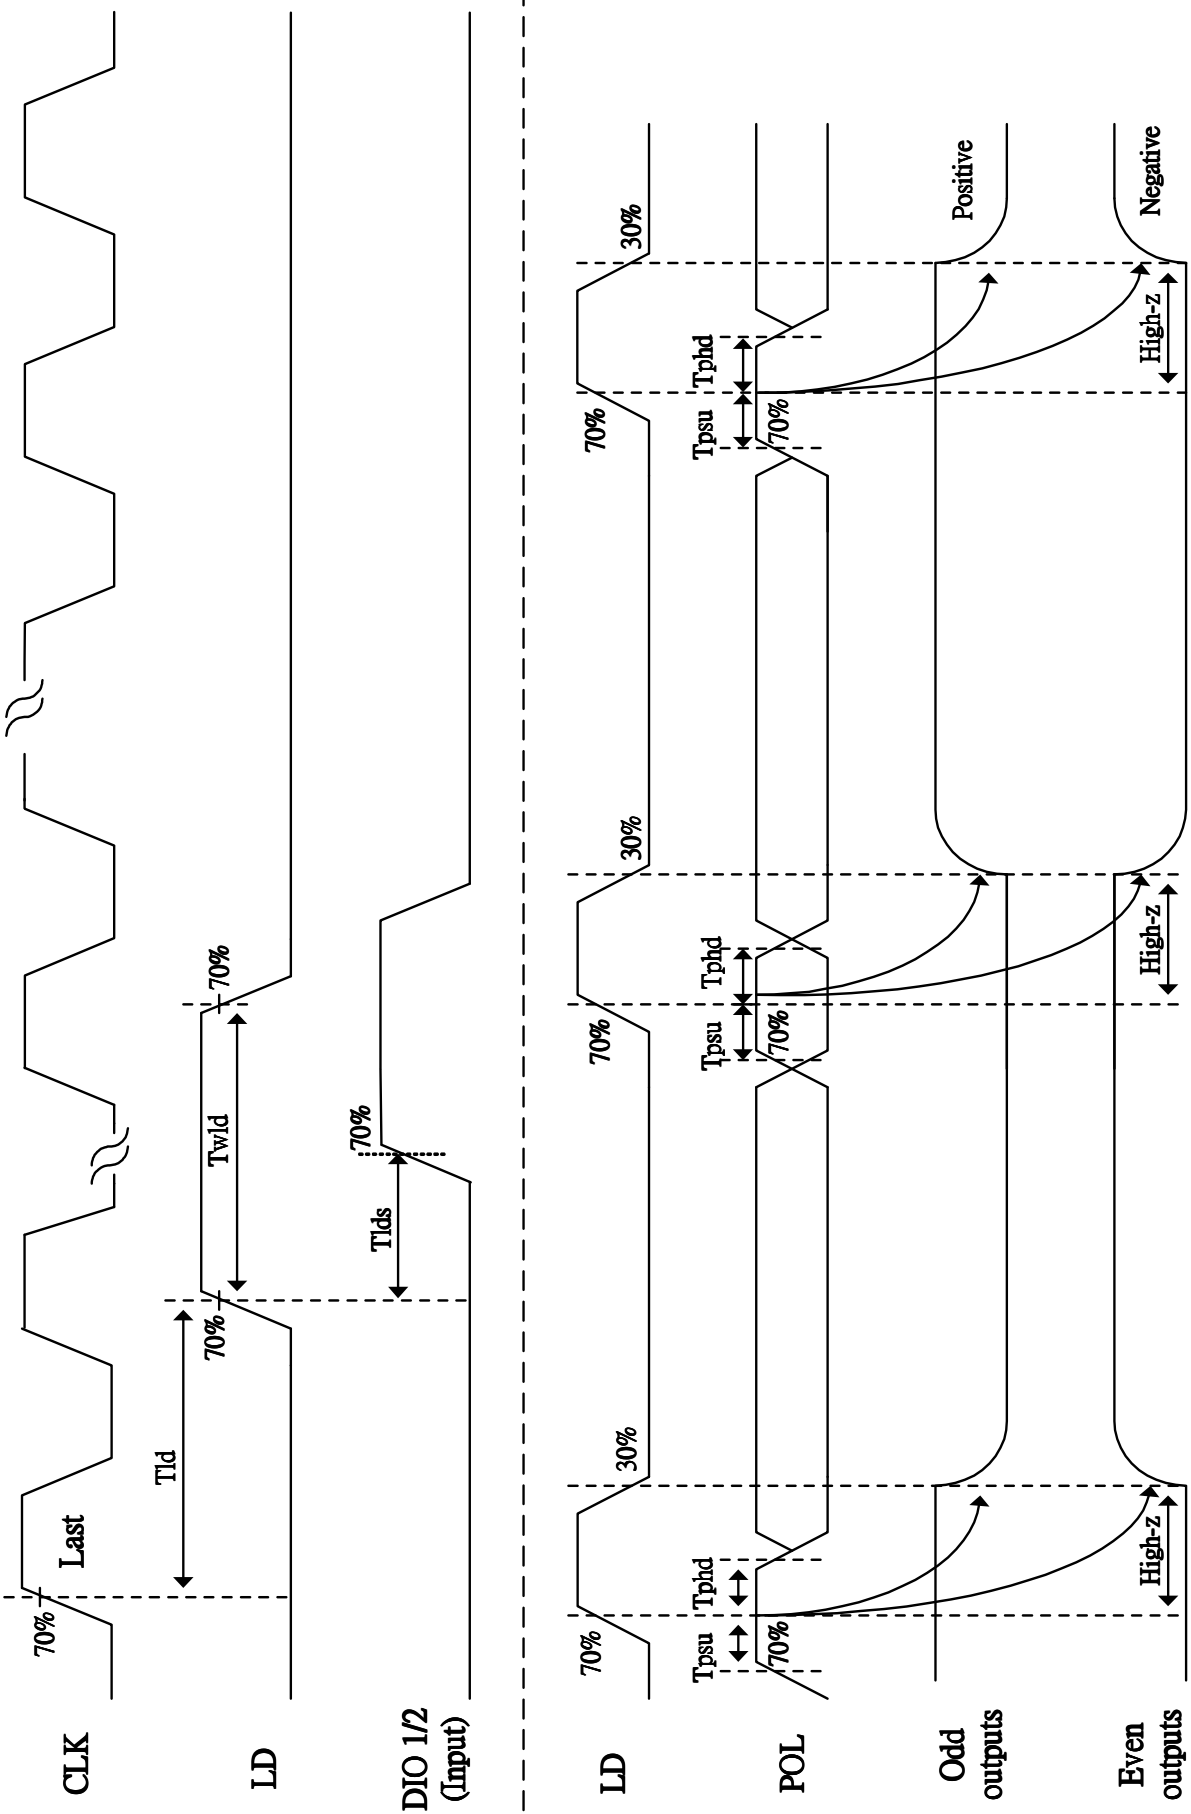 CLK
70%
Last
Tld
LD
70%
Twld
70%
DIO 1/2
(Input)
Tlds
70%
LD
70%
30%
70%
30%
70%
30%
POL
Tpsu
Tphd
70%
Tpsu
Tphd
70%
Tpsu
Tphd
70%
Odd
outputs
Positive
Even
outputs
High-z
High-z
High-z
Negative